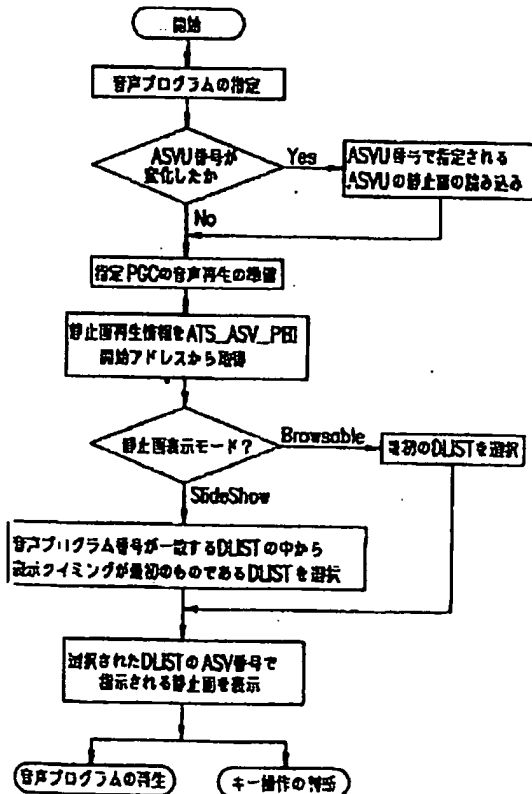 開始
音声プログラムの指定
ASVU番号が
変化したか
Yes
ASVU番号で指定される
ASVUの静止画の読み込み
No
指定PGCの音声再生の準備
静止画再生情報をATS_ASV_PBI
開始アドレスから取得
静止画表示モード?
Browsable
最初のDLISTを選択
SlideShow
音声プログラム番号が一致するDLISTの中から
表示タイミングが最初のものであるDLISTを選択
選択されたDLISTのASV番号で
指示される静止画を表示
音声プログラムの再生
キー操作の判断